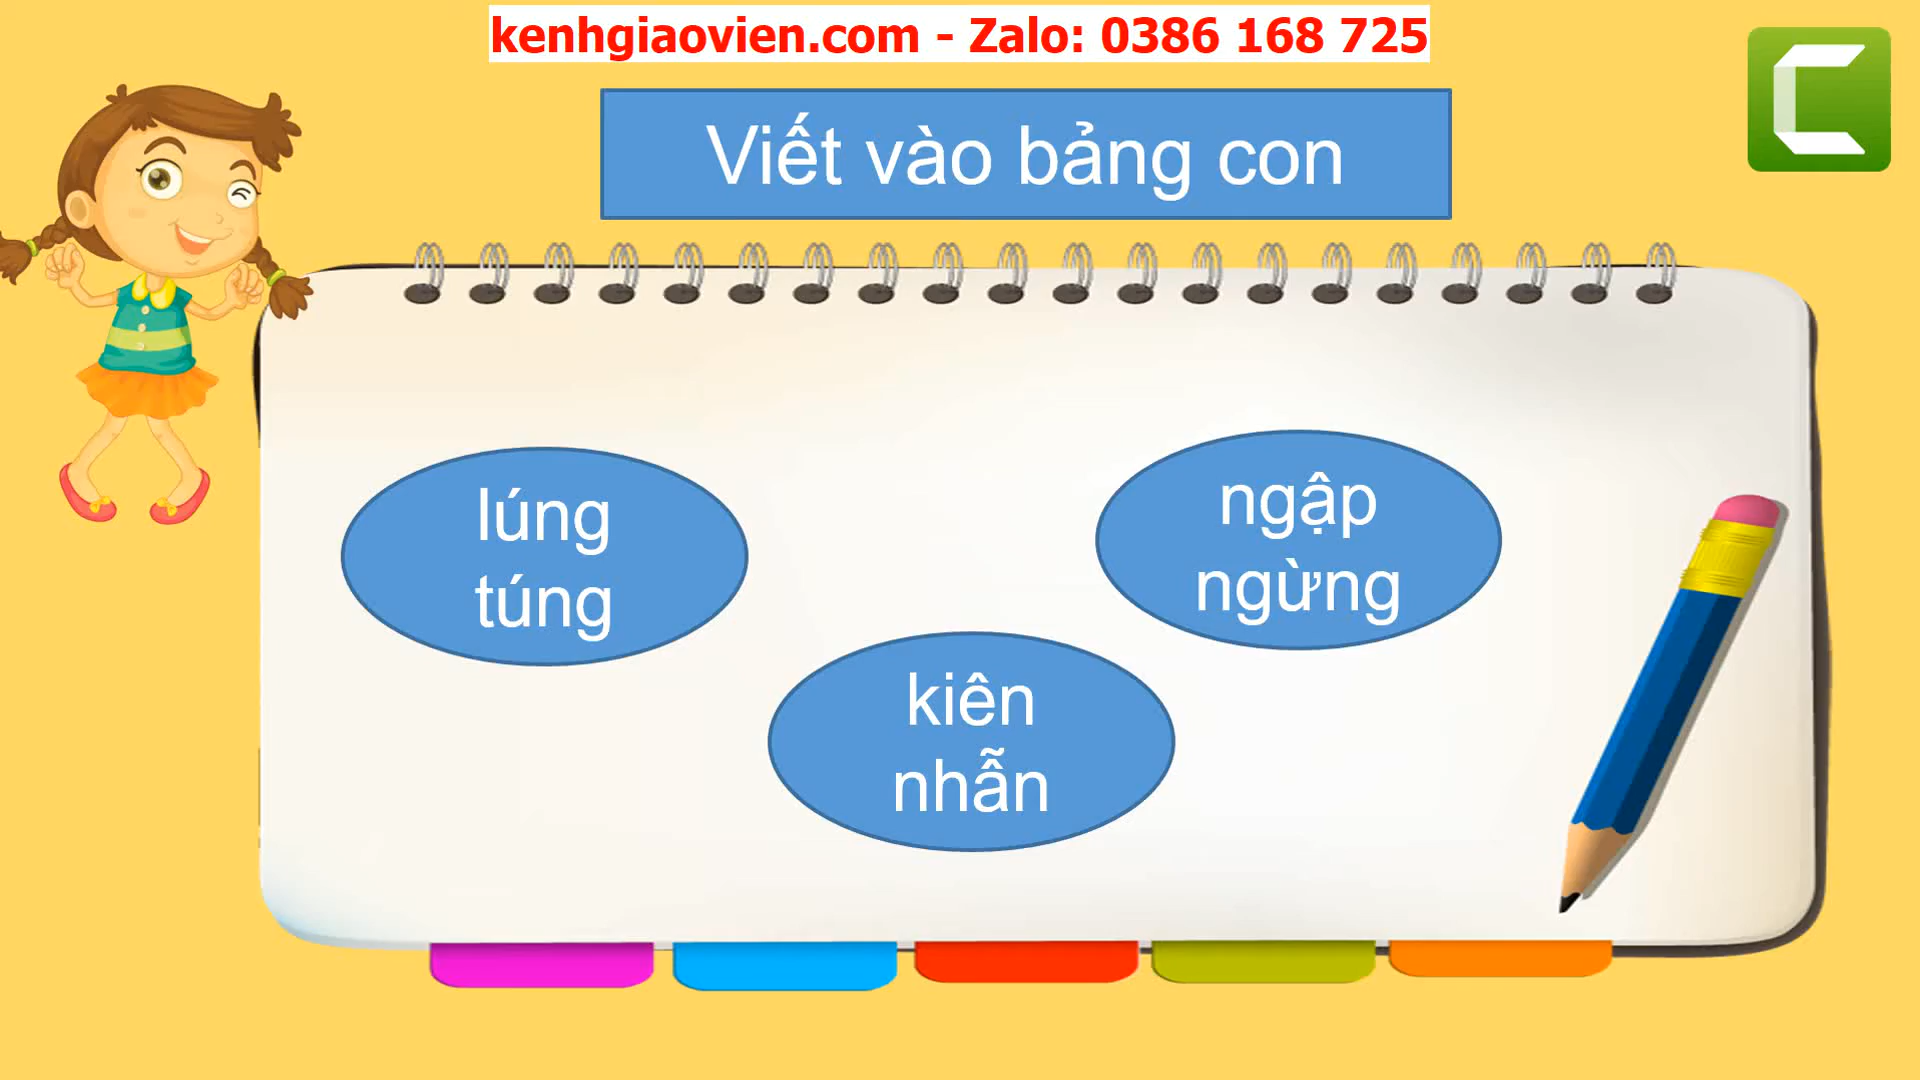 kenhgiaovien.com - Zalo: 0386 168 725
Viết vào bảng con
lúng
túng
ngập
ngừng
kiên
nhẫn